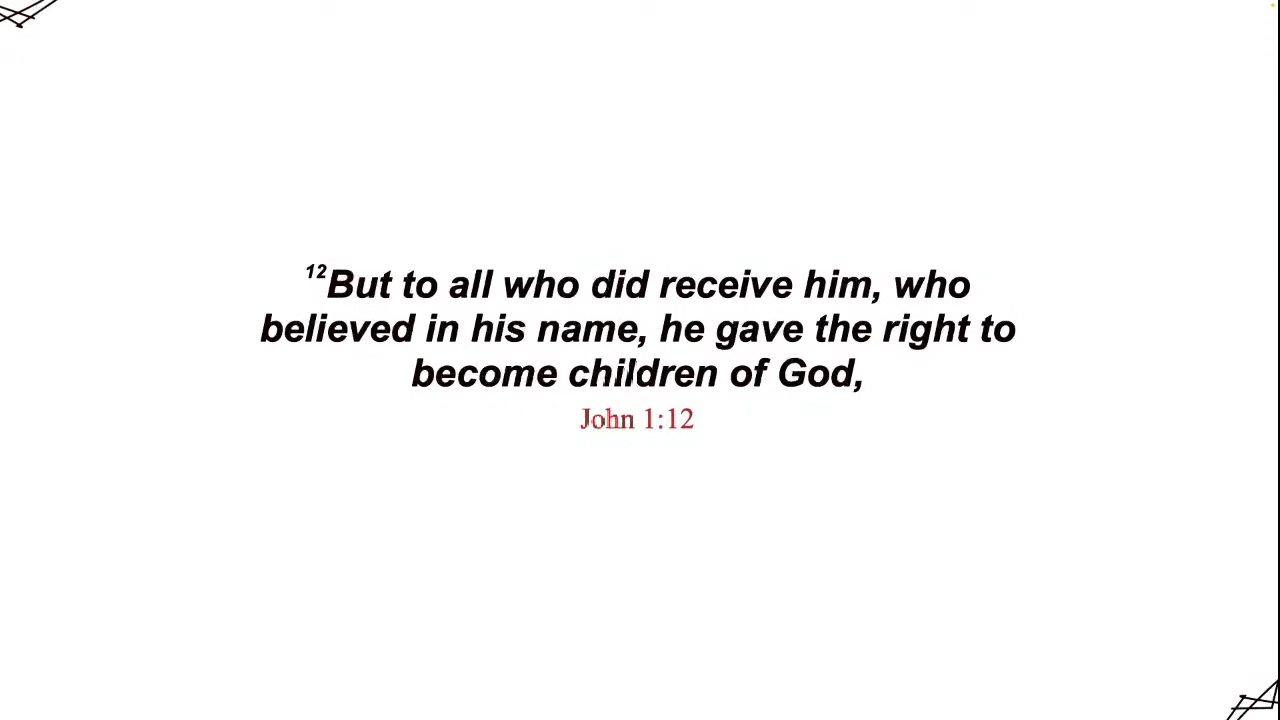 ¹²But to all who did receive him, who
believed in his name, he gave the right to
become children of God,
John 1:12